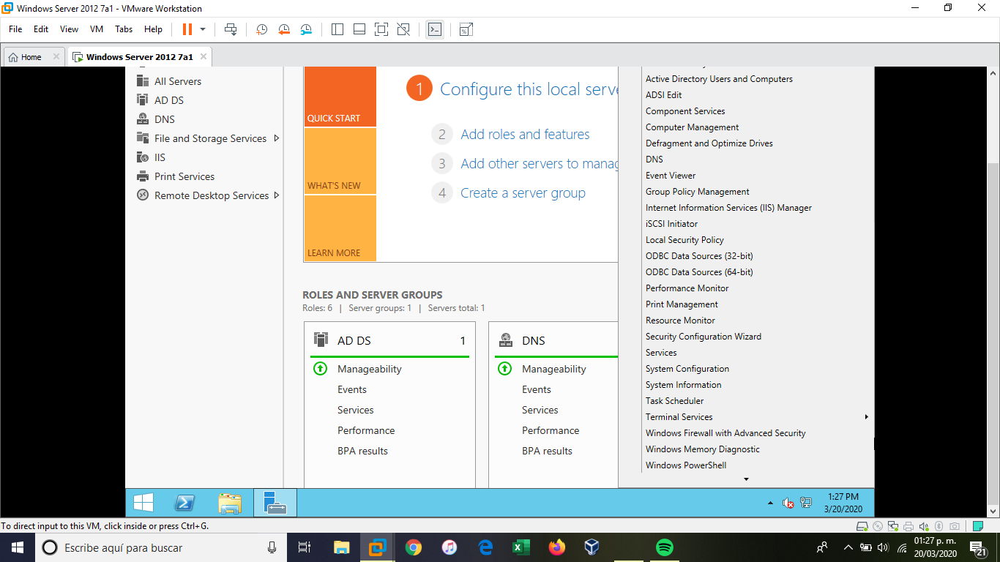 Windows Server 2012 7a1 - VMware Workstation
File Edit View VM Tabs Help
Home
Windows Server 2012 7a1
All Servers
AD DS
DNS
File and Storage Services
IIS
Print Services
Remote Desktop Services
QUICK START
WHAT'S NEW
LEARN MORE
1 Configure this local serve
2 Add roles and features
3 Add other servers to manag
4 Create a server group
ROLES AND SERVER GROUPS
Roles: 6 | Server groups: 1 | Servers total: 1
AD DS 1
Manageability
Events
Services
Performance
BPA results
DNS
Manageability
Events
Services
Performance
BPA results
Active Directory Users and Computers
ADSI Edit
Component Services
Computer Management
Defragment and Optimize Drives
DNS
Event Viewer
Group Policy Management
Internet Information Services (IIS) Manager
iSCSI Initiator
Local Security Policy
ODBC Data Sources (32-bit)
ODBC Data Sources (64-bit)
Performance Monitor
Print Management
Resource Monitor
Security Configuration Wizard
Services
System Configuration
System Information
Task Scheduler
Terminal Services
Windows Firewall with Advanced Security
Windows Memory Diagnostic
Windows PowerShell
1:27 PM
3/20/2020
To direct input to this VM, click inside or press Ctrl+G.
Escribe aquí para buscar
01:27 p. m.
20/03/2020
21